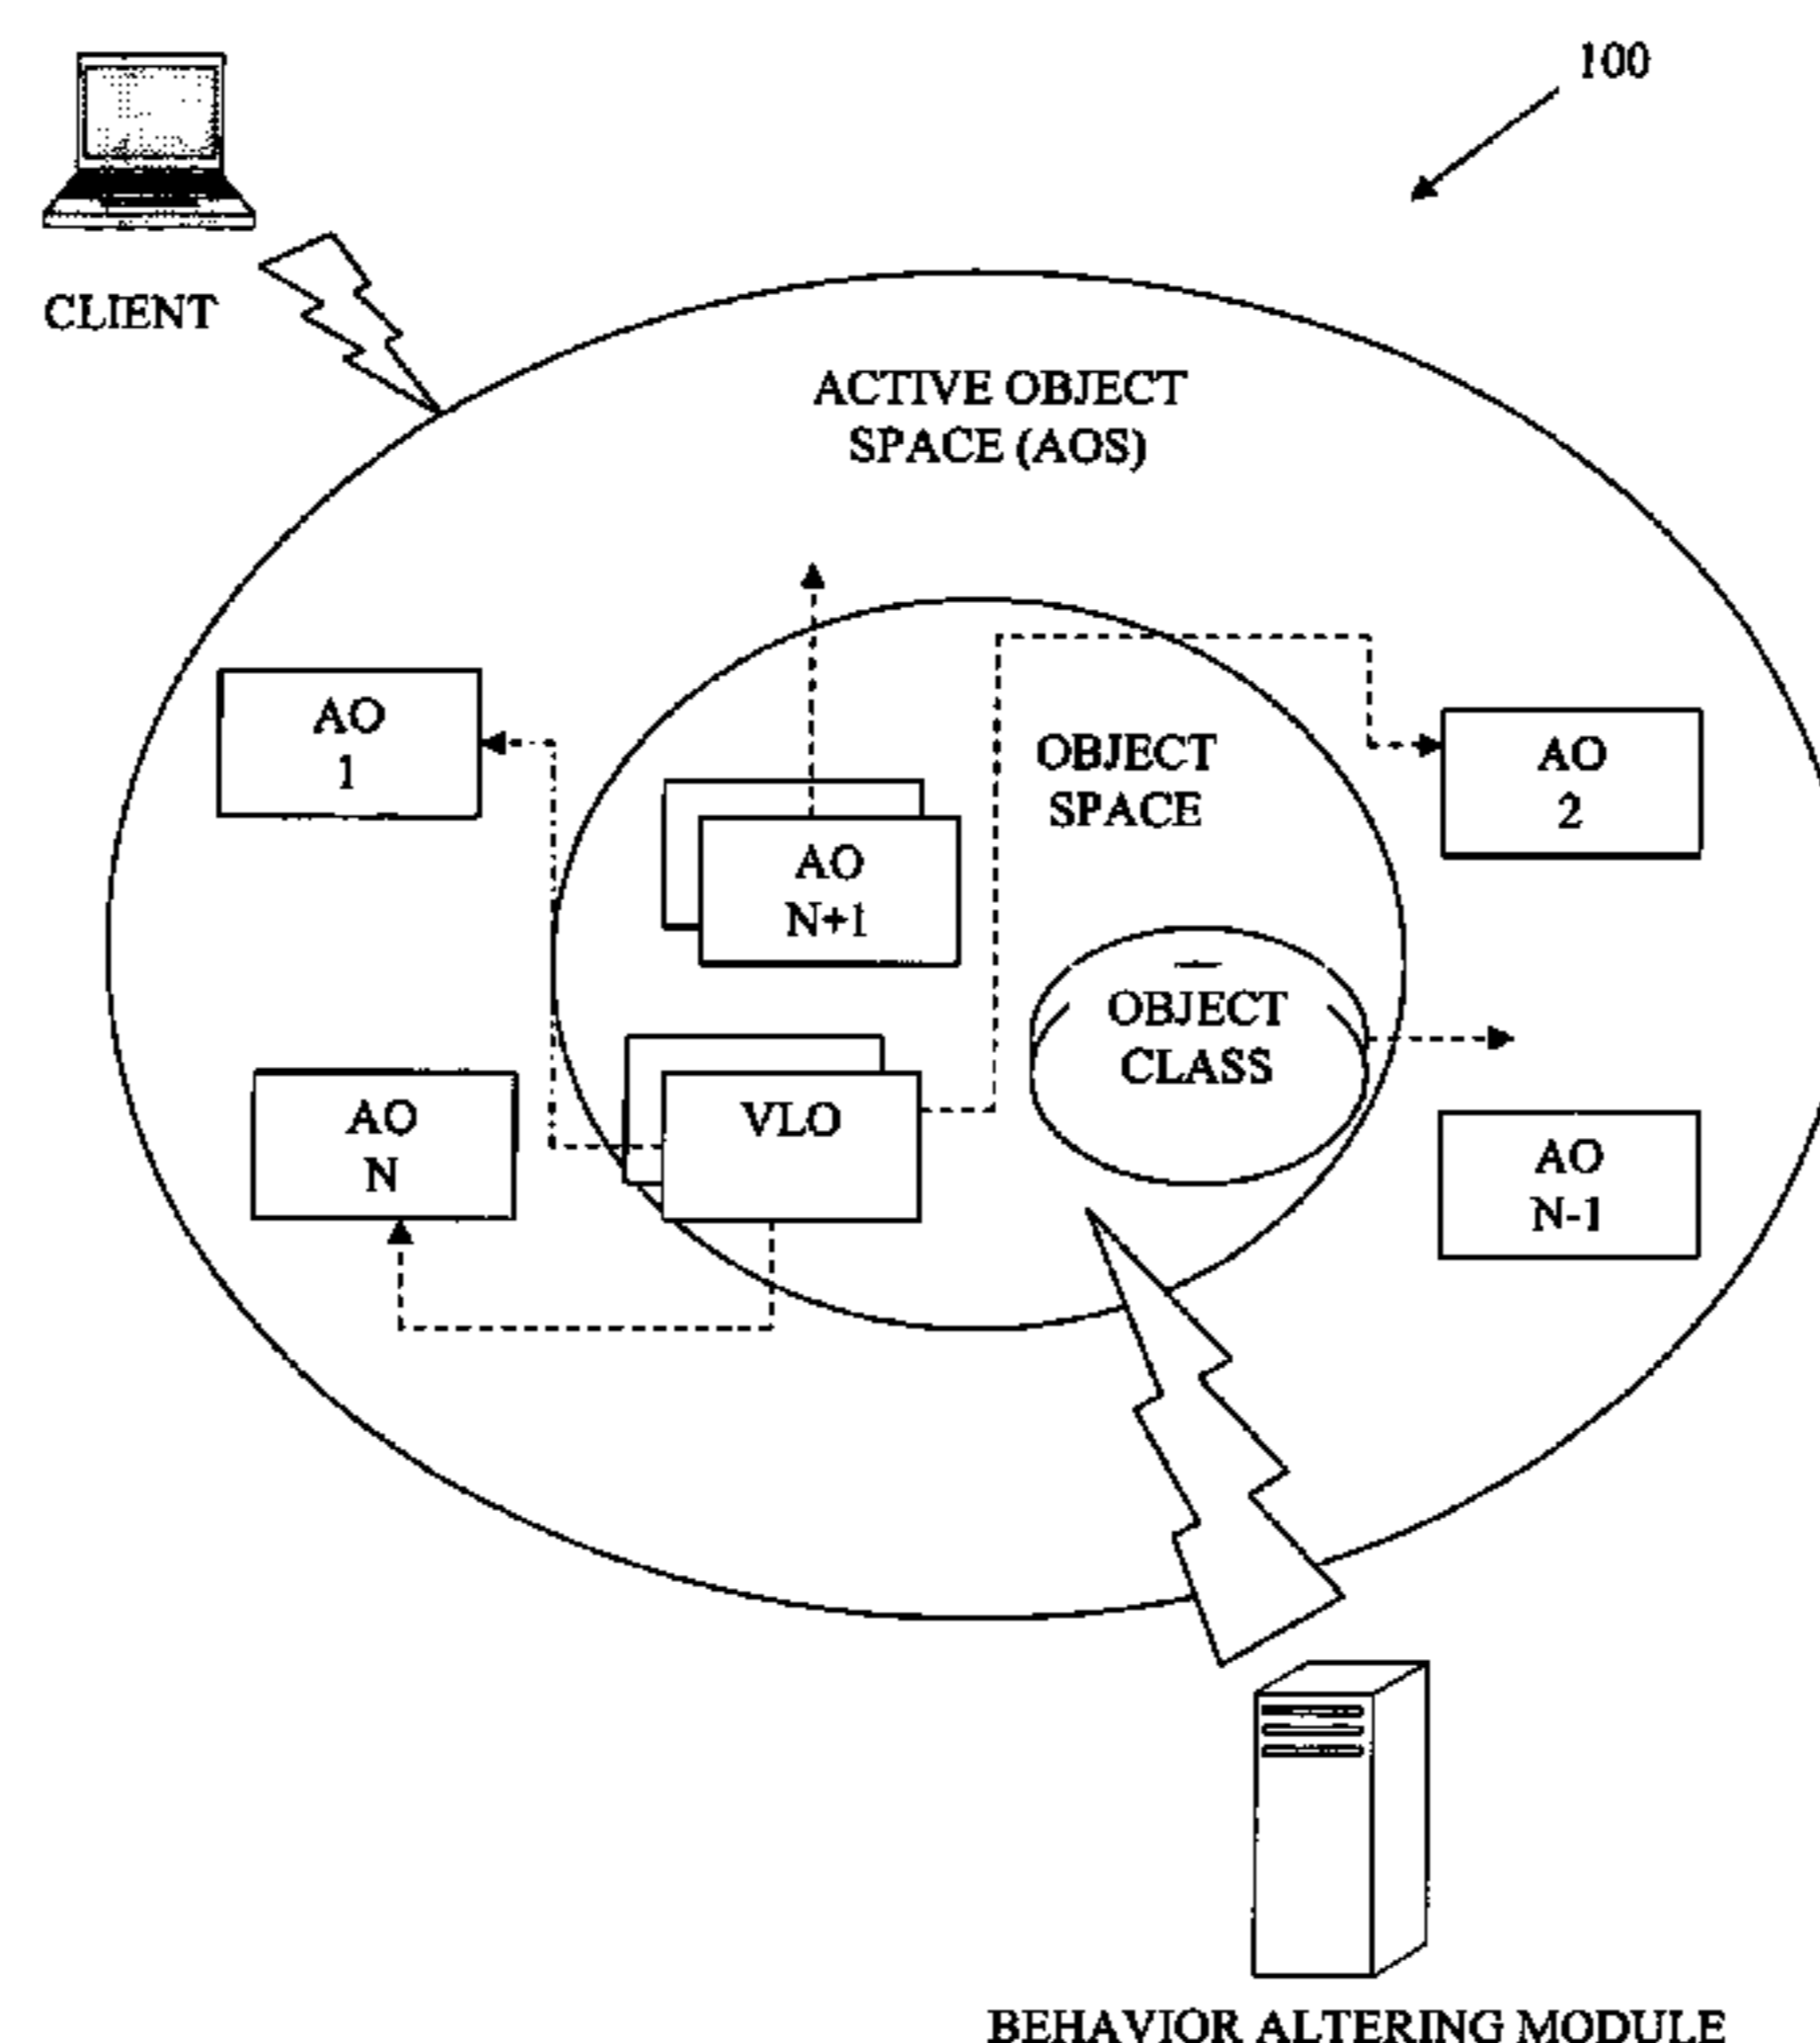 100
CLIENT
ACTIVE OBJECT
SPACE (AOS)
AO
1
OBJECT
SPACE
AO
2
AO
N+1
OBJECT
CLASS
AO
N
VLO
AO
N-1
BEHAVIOR ALTERING MODULE